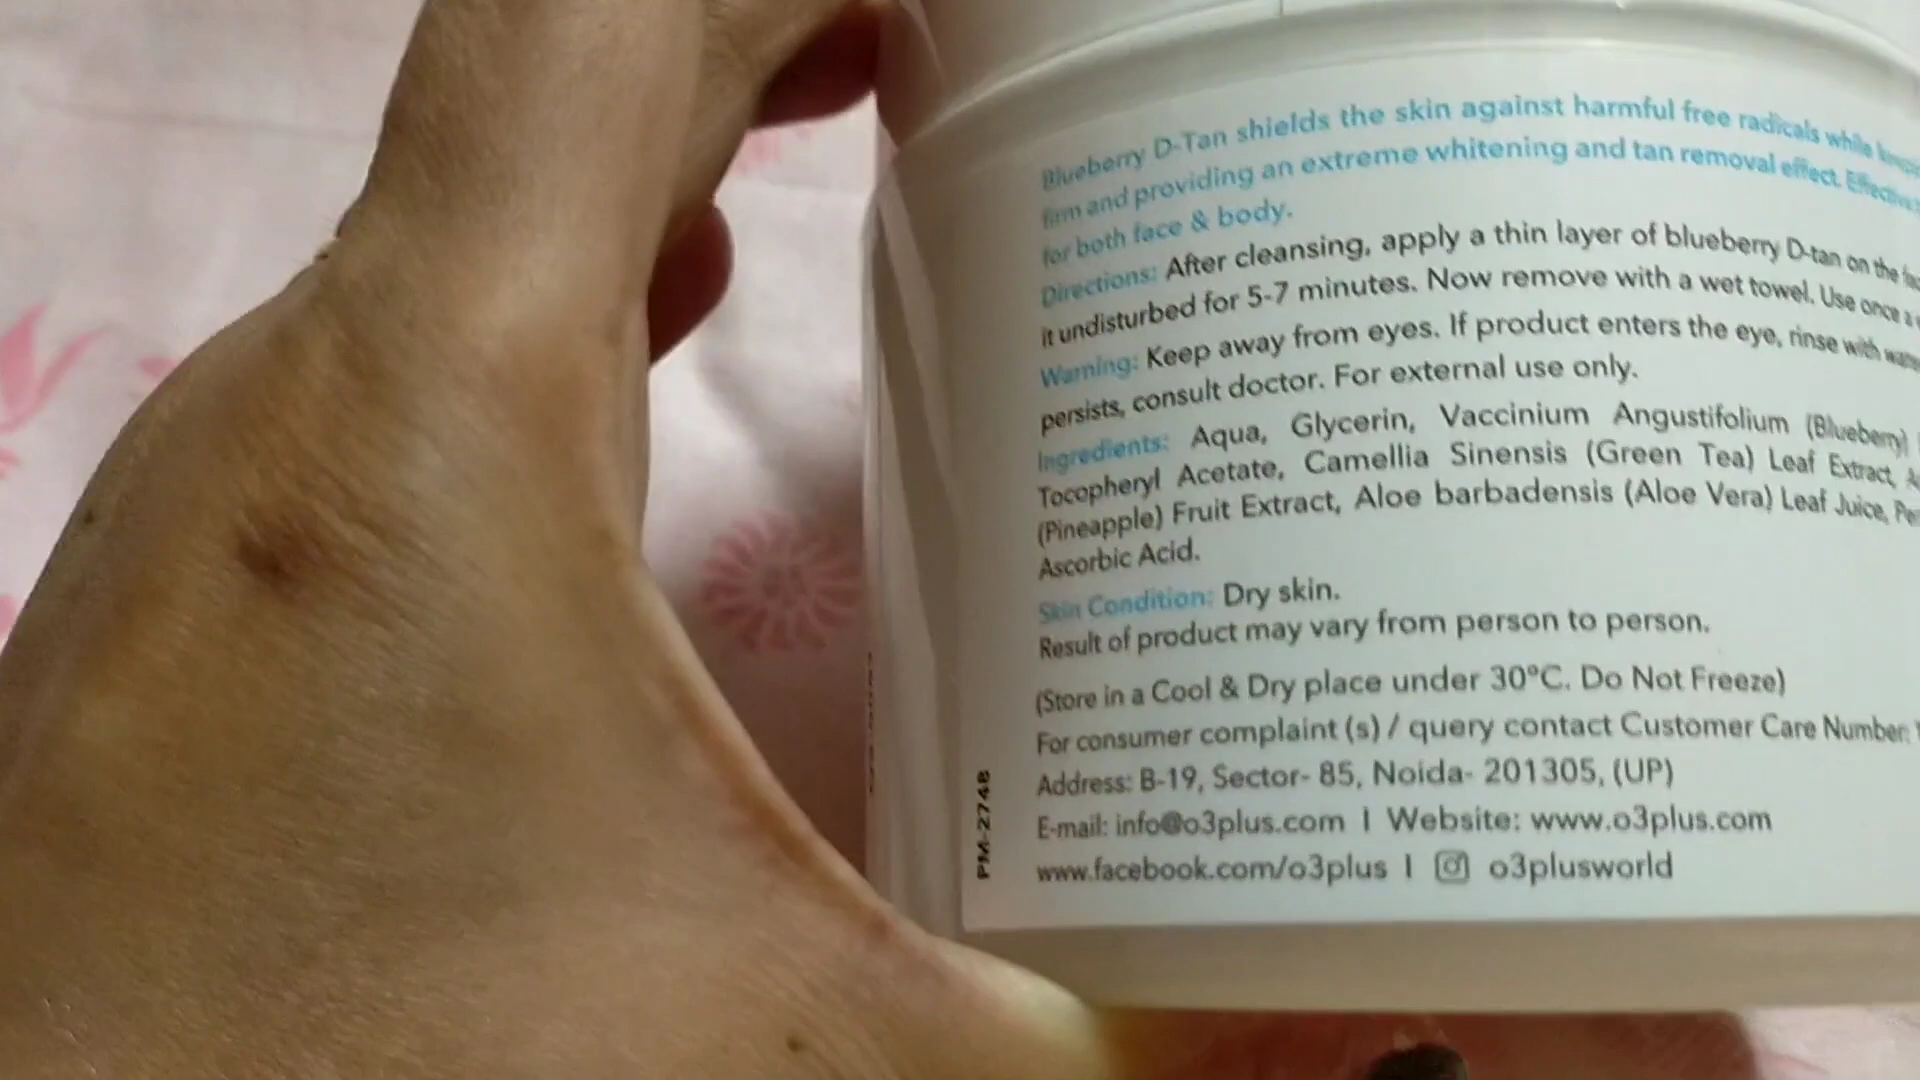 Blueberry D-Tan shields the skin against harmful free radicals while
firm and providing an extreme whitening and tan removal effect. Effective
for both face & body.
Directions: After cleansing, apply a thin layer of blueberry D-tan on the
it undisturbed for 5-7 minutes. Now remove with a wet towel. Use once a
Warning: Keep away from eyes. If product enters the eye, rinse with
persists, consult doctor. For external use only.
Ingredients: Aqua, Glycerin, Vaccinium Angustifolium (Blueberry)
Tocopheryl Acetate, Camellia Sinensis (Green Tea) Leaf Extract,
(Pineapple) Fruit Extract, Aloe barbadensis (Aloe Vera) Leaf Juice,
Ascorbic Acid.
Skin Condition: Dry skin.
Result of product may vary from person to person.
(Store in a Cool & Dry place under 30°C. Do Not Freeze)
For consumer complaint (s) / query contact Customer Care Number:
Address: B-19, Sector- 85, Noida- 201305, (UP)
E-mail: info@o3plus.com I Website: www.o3plus.com
www.facebook.com/o3plus I o3plusworld
PM-2748